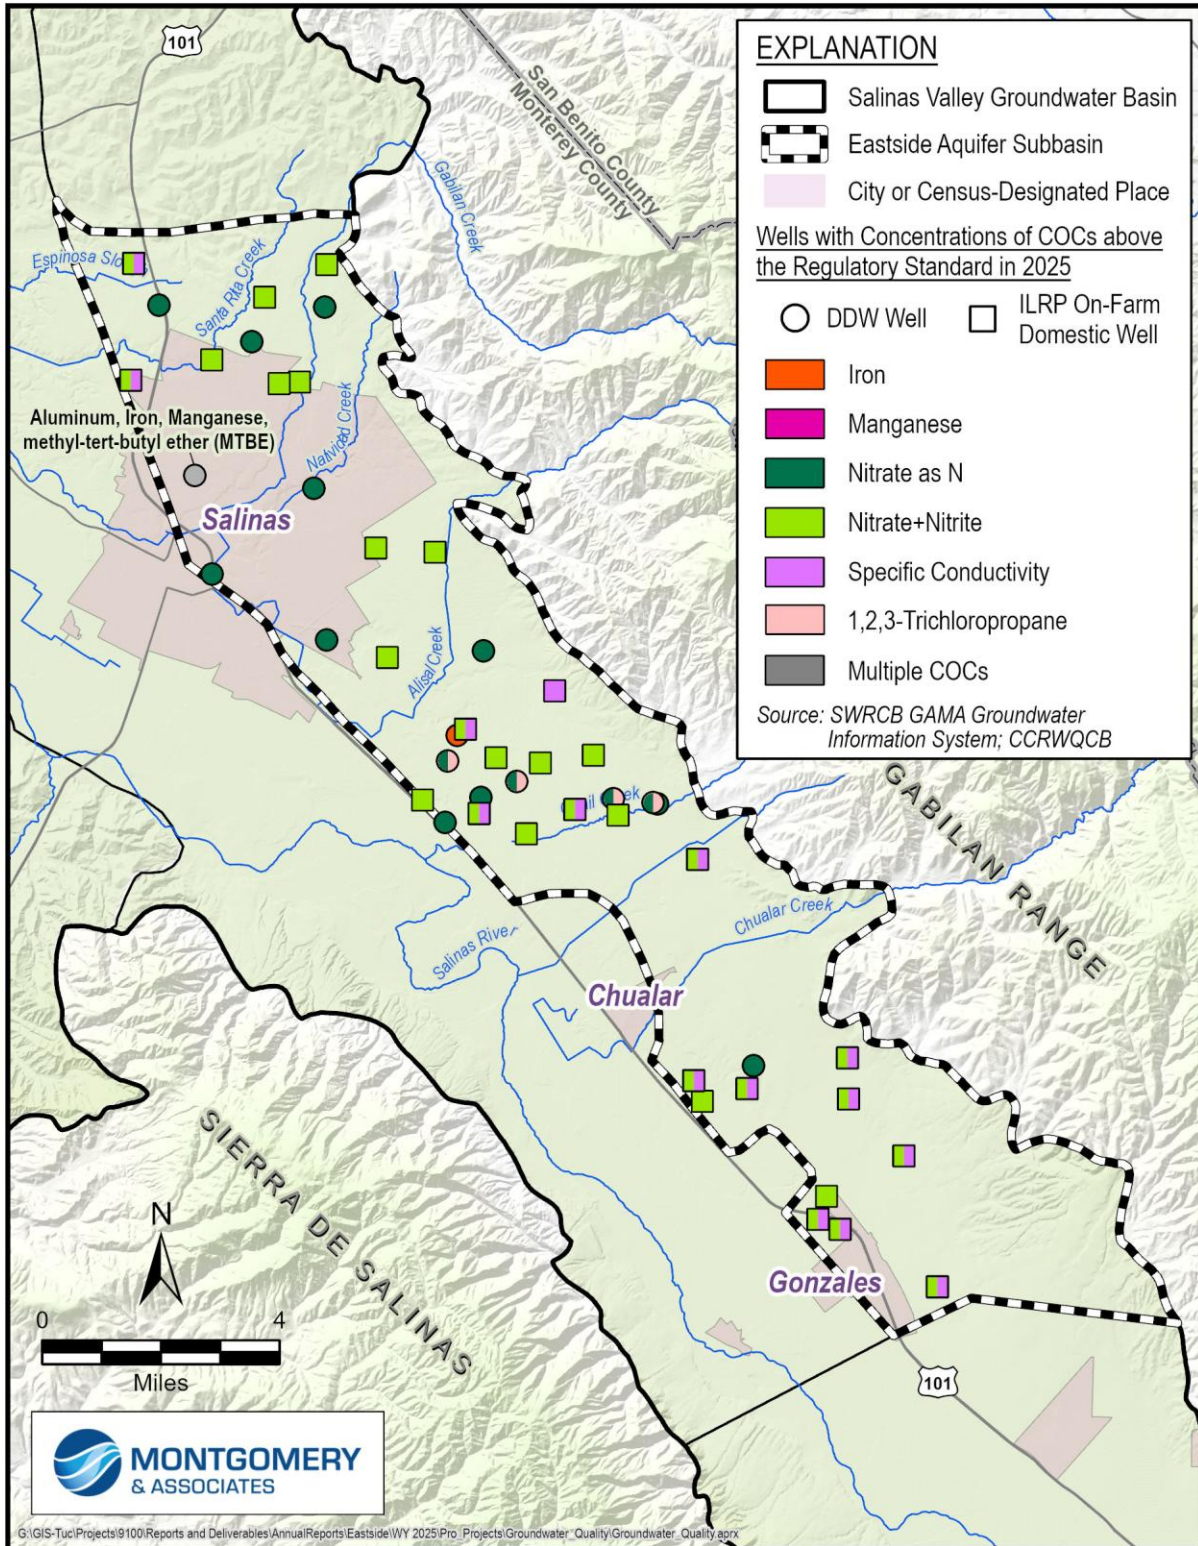 101
San Benito County
Monterey County
Gabilan Creek
Espinosa Slough
Santa Rita Creek
Natividad Creek
Aluminum, Iron, Manganese,
methyl-tert-butyl ether (MTBE)
Salinas
Alisal Creek
Quail Creek
Salinas River
Chualar Creek
Chualar
GABILAN RANGE
SIERRA DE SALINAS
Gonzales
101
EXPLANATION
Salinas Valley Groundwater Basin
Eastside Aquifer Subbasin
City or Census-Designated Place
Wells with Concentrations of COCs above
the Regulatory Standard in 2025
DDW Well
ILRP On-Farm
Domestic Well
Iron
Manganese
Nitrate as N
Nitrate+Nitrite
Specific Conductivity
1,2,3-Trichloropropane
Multiple COCs
Source: SWRCB GAMA Groundwater
Information System; CCRWQCB
N
0 4
Miles
MONTGOMERY
& ASSOCIATES
G:\GIS-Tuc\Projects\9100\Reports and Deliverables\AnnualReports\Eastside\WY 2025\Pro_Projects\Groundwater_Quality\Groundwater_Quality.aprx